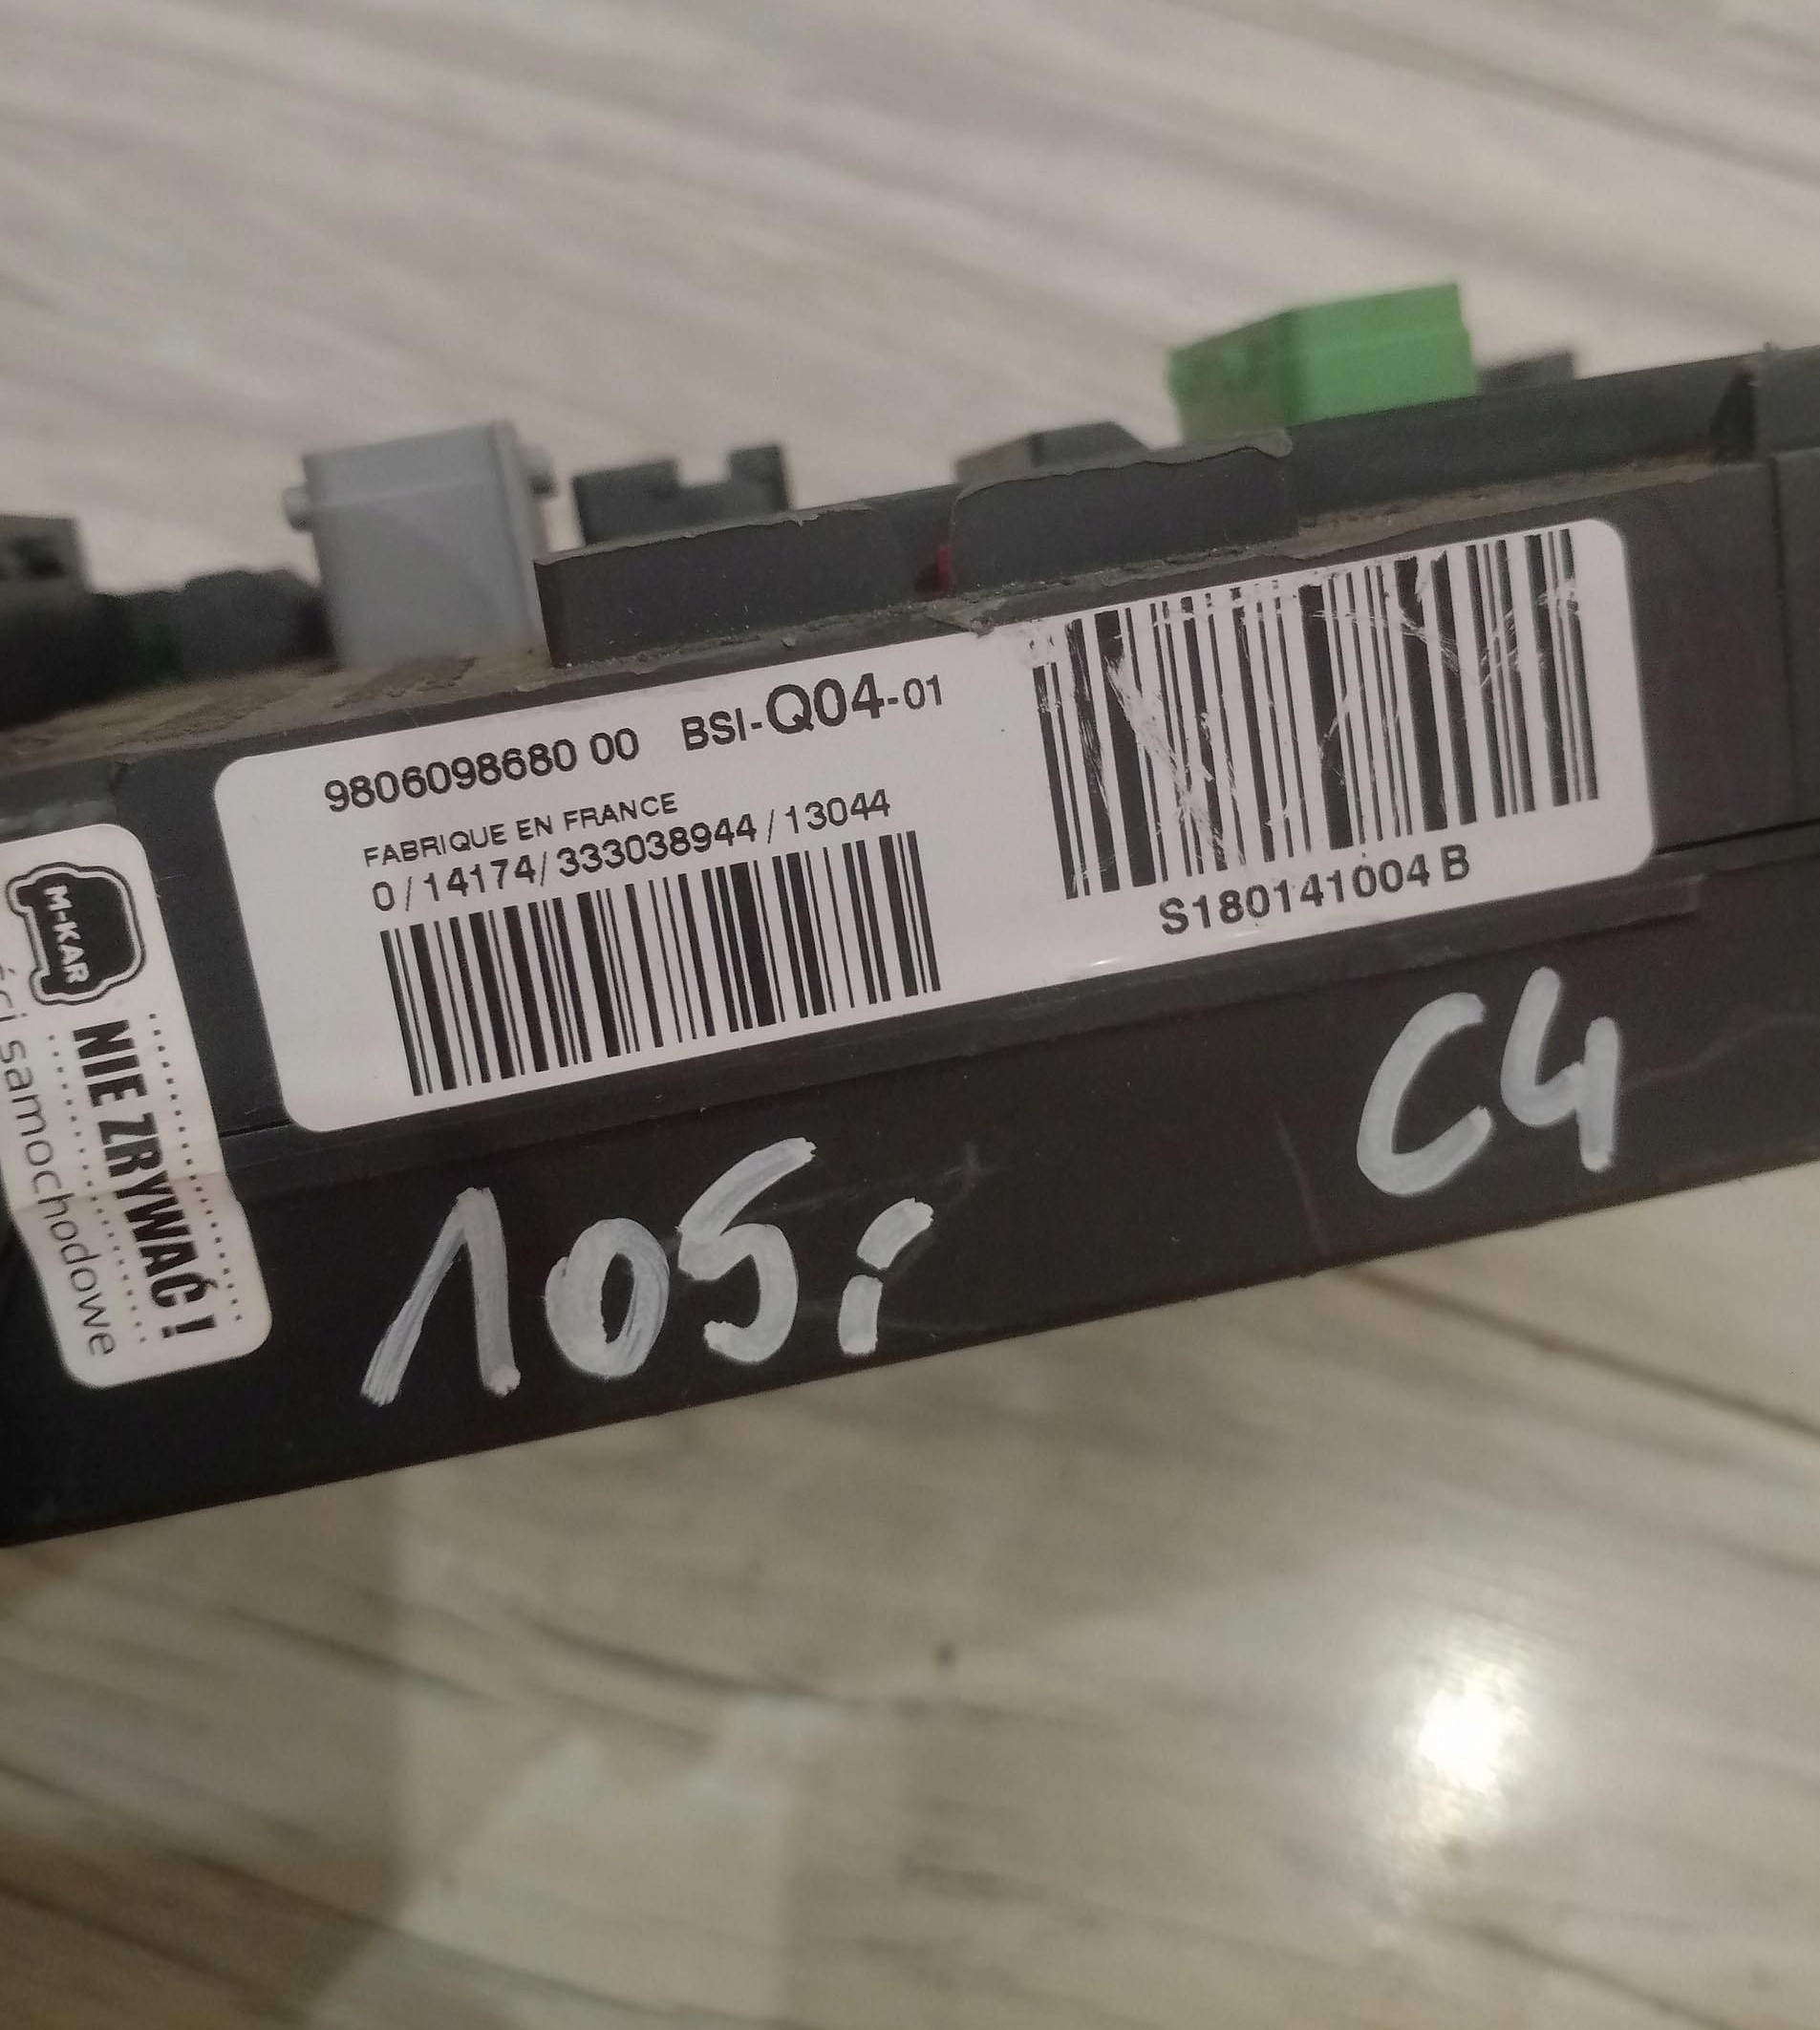 9806098680 00 BSI-Q04-01
FABRIQUE EN FRANCE
0/14174/333038944/13044
S180141004 B
M-KAR
NIE ZRYWAĆ!
samochodowe
105i
C4